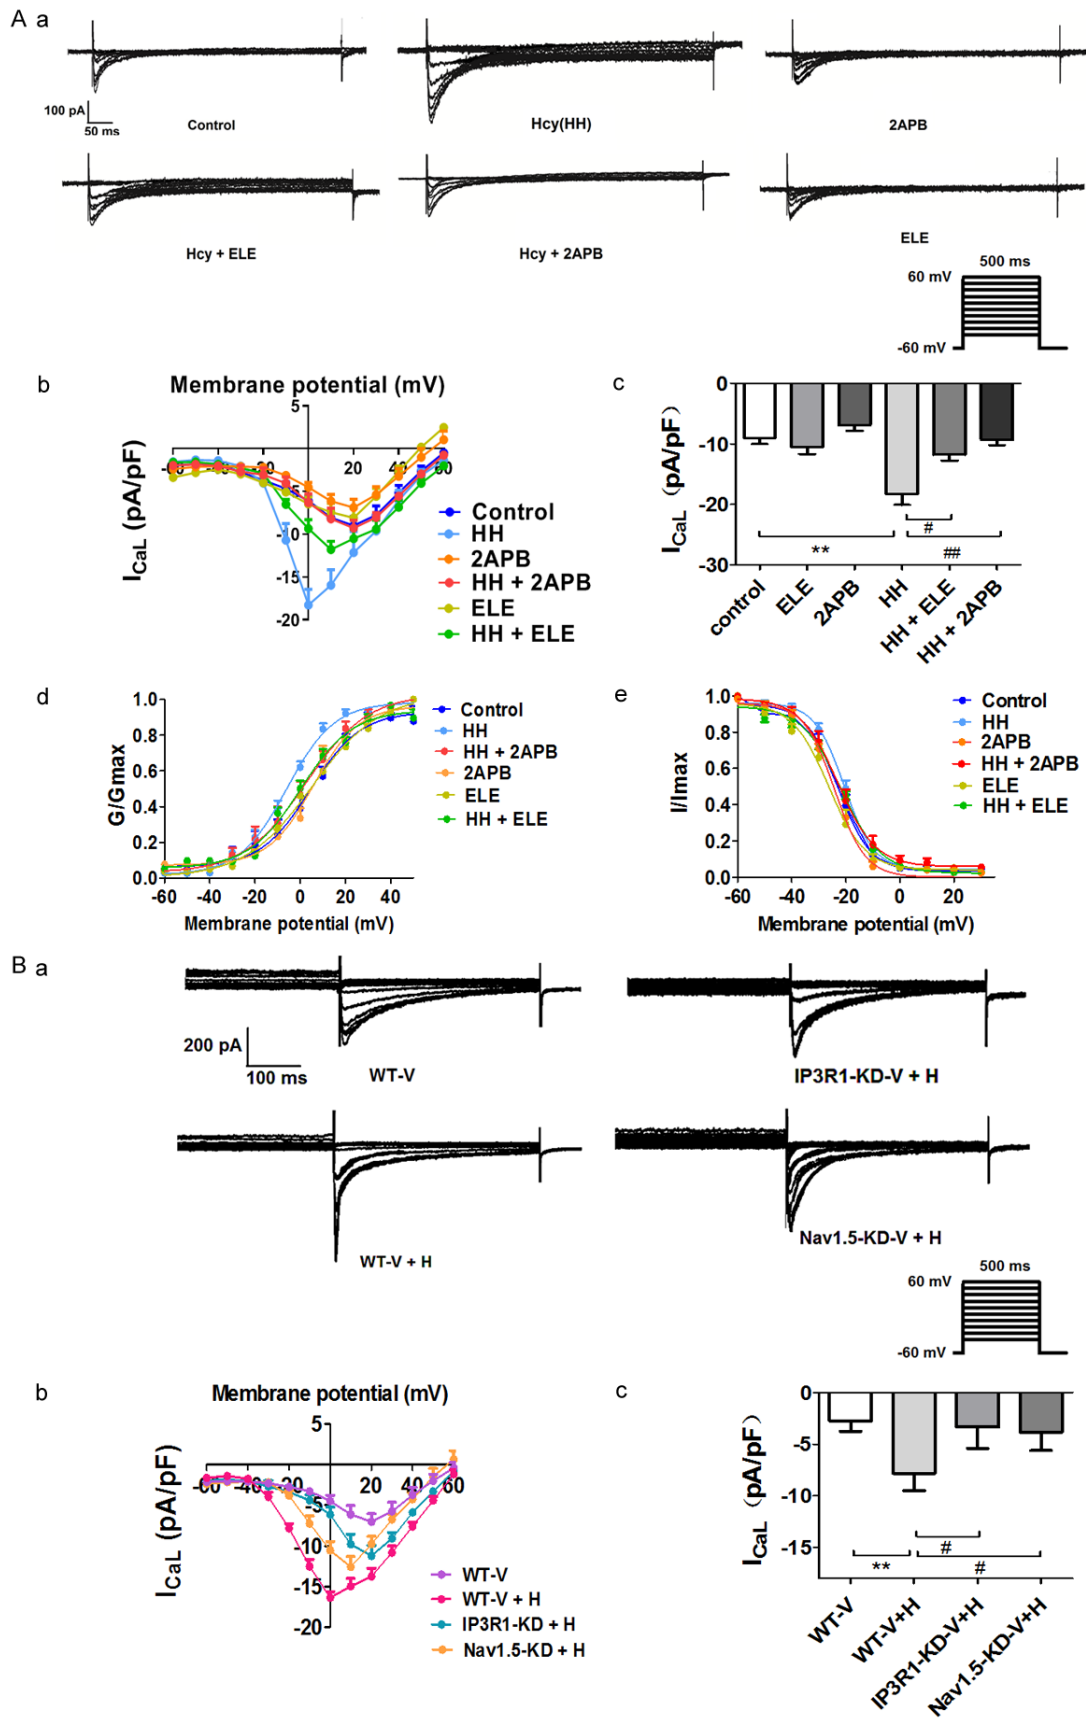 A a
100 pA
50 ms
Control
Hcy(HH)
2APB
Hcy + ELE
Hcy + 2APB
ELE
500 ms
60 mV
-60 mV
b
Membrane potential (mV)
5
-60
-20
20
40
60
-5
-10
-15
-20
ICaL (pA/pF)
Control
HH
2APB
HH + 2APB
ELE
HH + ELE
c
0
-10
-20
-30
ICaL (pA/pF)
**
#
##
control
ELE
2APB
HH
HH + ELE
HH + 2APB
d
1.0
0.8
0.6
0.4
0.2
0.0
G/Gmax
-60 -40 -20 0 20 40
Membrane potential (mV)
Control
HH
HH + 2APB
2APB
ELE
HH + ELE
e
1.0
0.8
0.6
0.4
0.2
0.0
I/Imax
-60 -40 -20 0 20
Membrane potential (mV)
Control
HH
2APB
HH + 2APB
ELE
HH + ELE
B a
200 pA
100 ms
WT-V
IP3R1-KD-V + H
WT-V + H
Nav1.5-KD-V + H
500 ms
60 mV
-60 mV
b
Membrane potential (mV)
5
-60
-20
20
40
60
-5
-10
-15
-20
ICaL (pA/pF)
WT-V
WT-V + H
IP3R1-KD + H
Nav1.5-KD + H
c
0
-5
-10
-15
ICaL (pA/pF)
#
**
#
WT-V
WT-V+H
IP3R1-KD-V+H
Nav1.5-KD-V+H